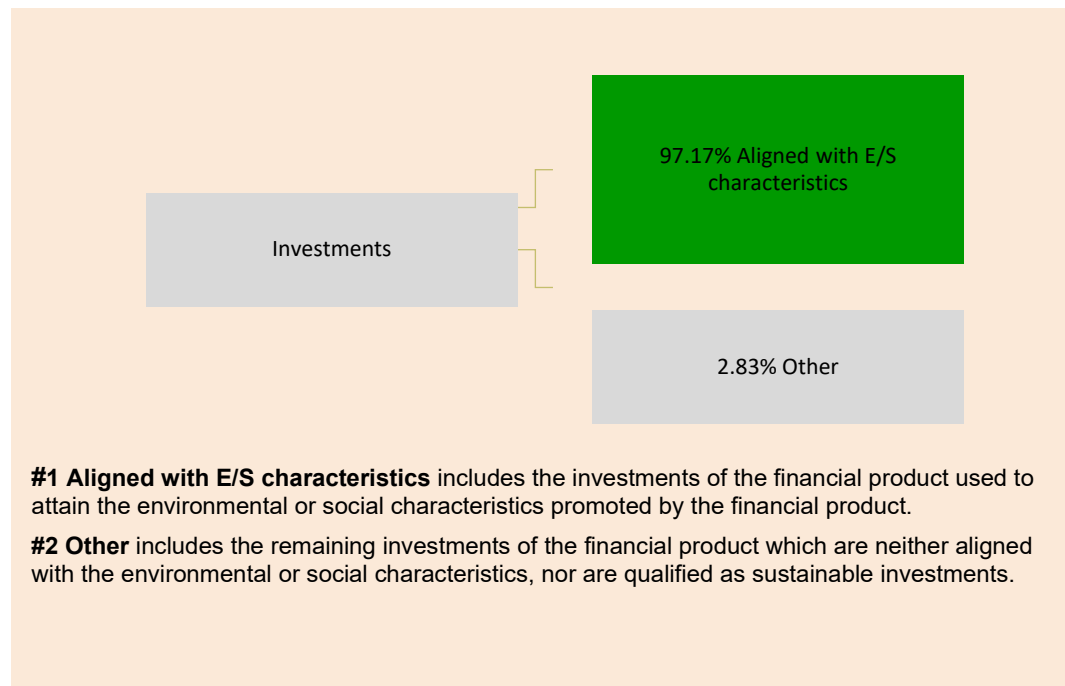 97.17% Aligned with E/S
characteristics
Investments
2.83% Other
#1 Aligned with E/S characteristics includes the investments of the financial product used to
attain the environmental or social characteristics promoted by the financial product.
#2 Other includes the remaining investments of the financial product which are neither aligned
with the environmental or social characteristics, nor are qualified as sustainable investments.